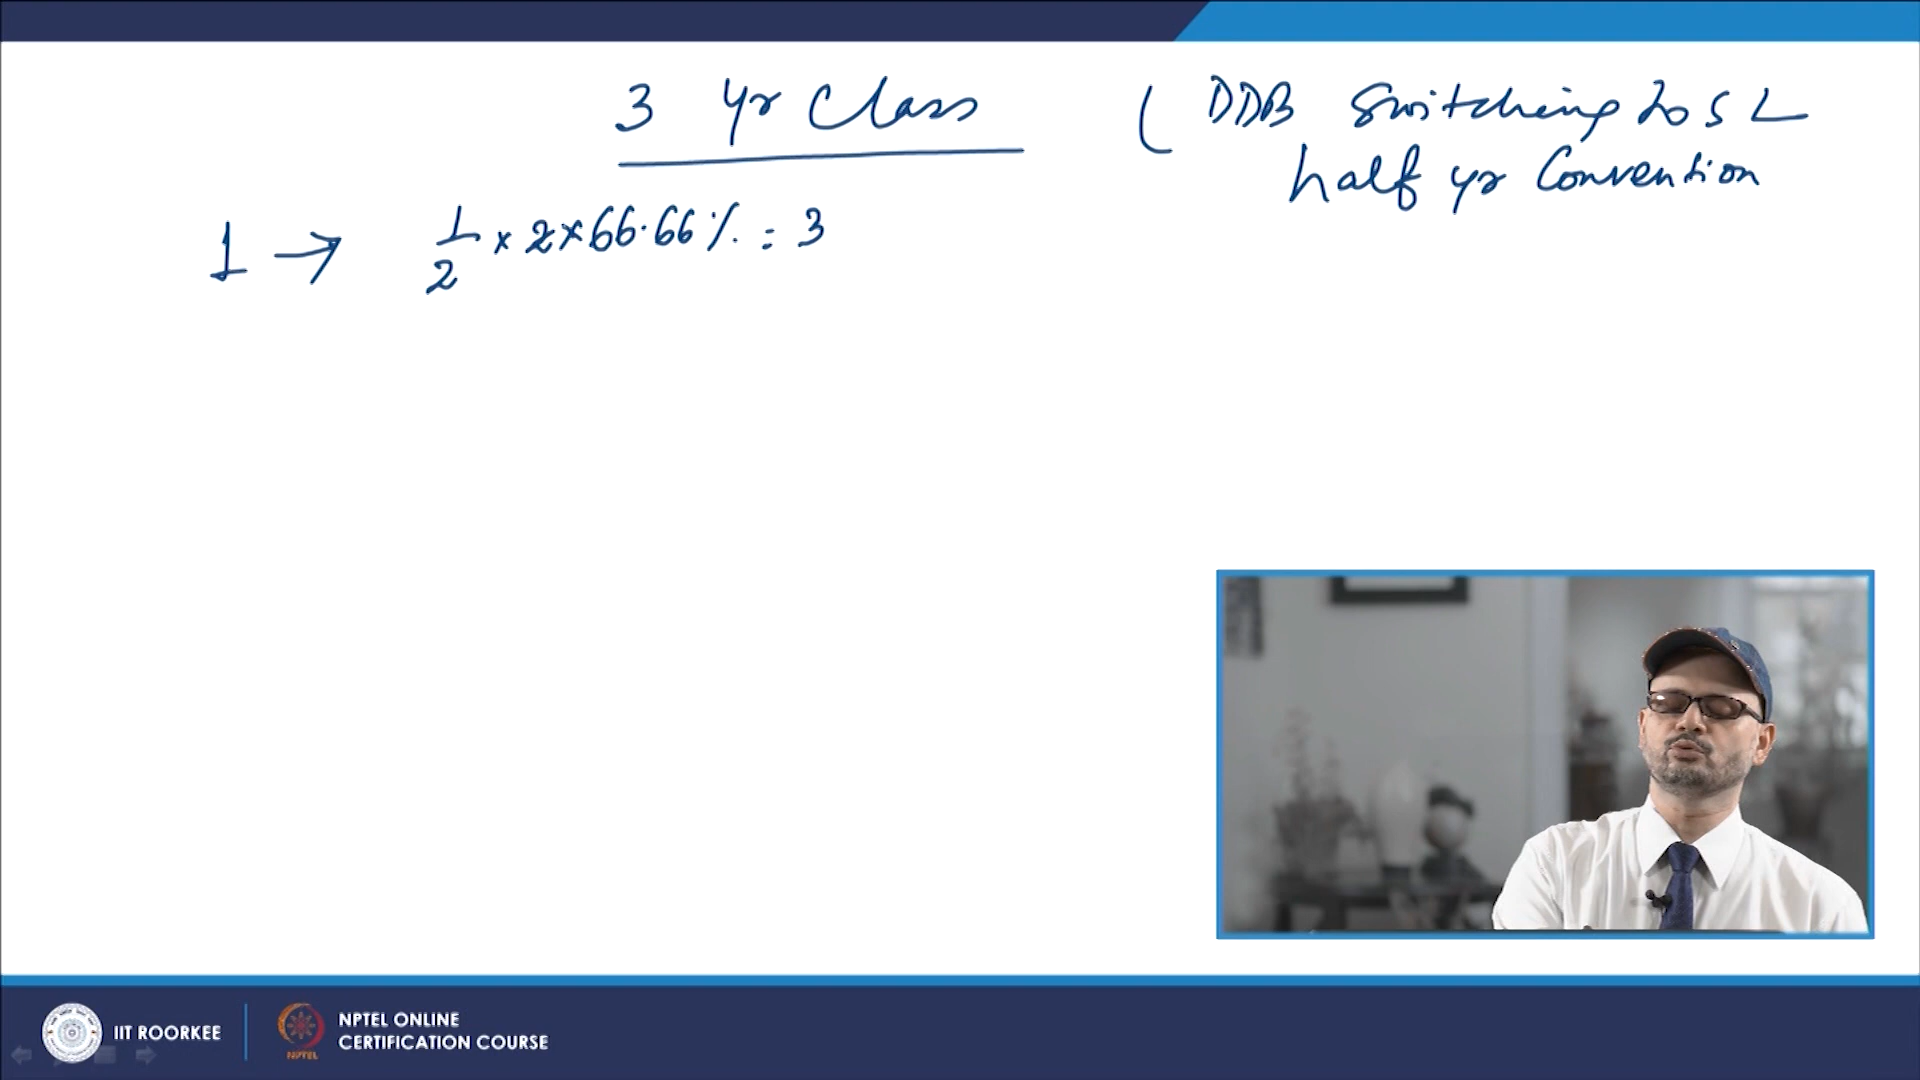 3 yr Class ( DDB Switching to SL
half yr Convention
1 → 1/2 × 2 × 66.66% = 3
IIT ROORKEE
NPTEL ONLINE
CERTIFICATION COURSE
NPTEL